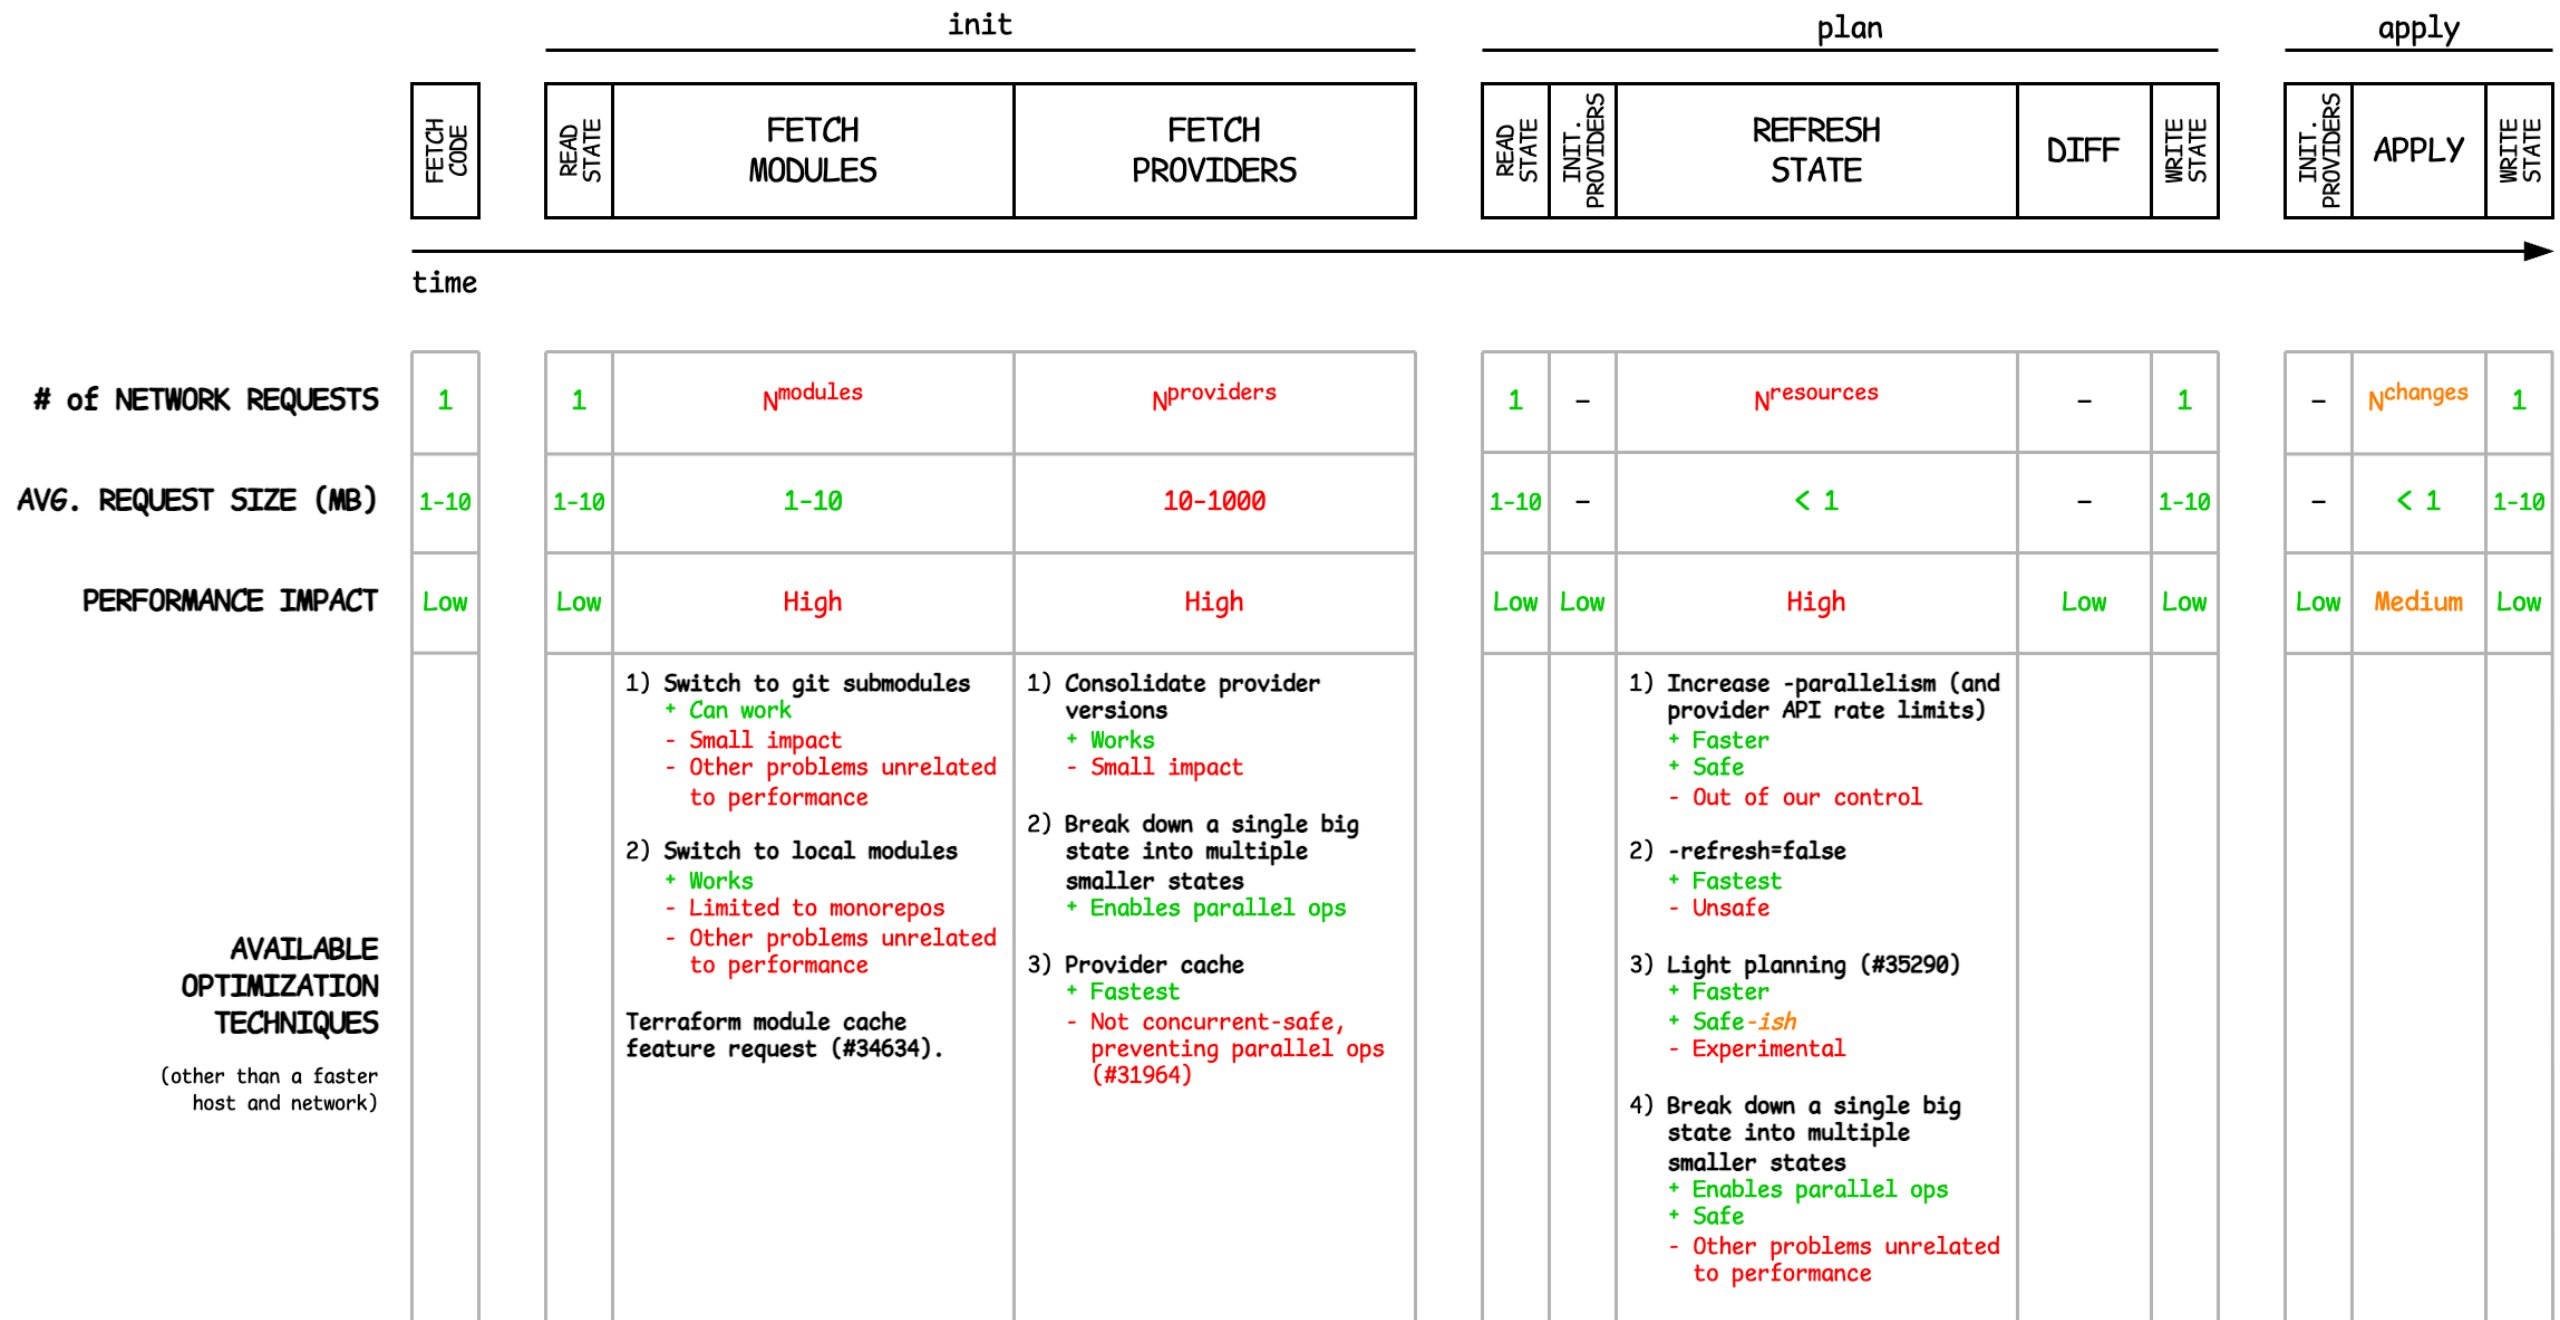 init
plan
apply
FETCH
CODE
READ
STATE
FETCH
MODULES
FETCH
PROVIDERS
READ
STATE
INIT.
PROVIDERS
REFRESH
STATE
DIFF
WRITE
STATE
INIT.
PROVIDERS
APPLY
WRITE
STATE
time
# of NETWORK REQUESTS
1
1
N^modules
N^providers
1
-
N^resources
-
1
-
N^changes
1
AVG. REQUEST SIZE (MB)
1-10
1-10
1-10
10-1000
1-10
-
< 1
-
1-10
-
< 1
1-10
PERFORMANCE IMPACT
Low
Low
High
High
Low
Low
High
Low
Low
Low
Medium
Low
AVAILABLE
OPTIMIZATION
TECHNIQUES
(other than a faster
host and network)
1) Switch to git submodules
+ Can work
- Small impact
- Other problems unrelated
to performance
2) Switch to local modules
+ Works
- Limited to monorepos
- Other problems unrelated
to performance
Terraform module cache
feature request (#34634).
1) Consolidate provider
versions
+ Works
- Small impact
2) Break down a single big
state into multiple
smaller states
+ Enables parallel ops
3) Provider cache
+ Fastest
- Not concurrent-safe,
preventing parallel ops
(#31964)
1) Increase -parallelism (and
provider API rate limits)
+ Faster
+ Safe
- Out of our control
2) -refresh=false
+ Fastest
- Unsafe
3) Light planning (#35290)
+ Faster
+ Safe-ish
- Experimental
4) Break down a single big
state into multiple
smaller states
+ Enables parallel ops
+ Safe
- Other problems unrelated
to performance